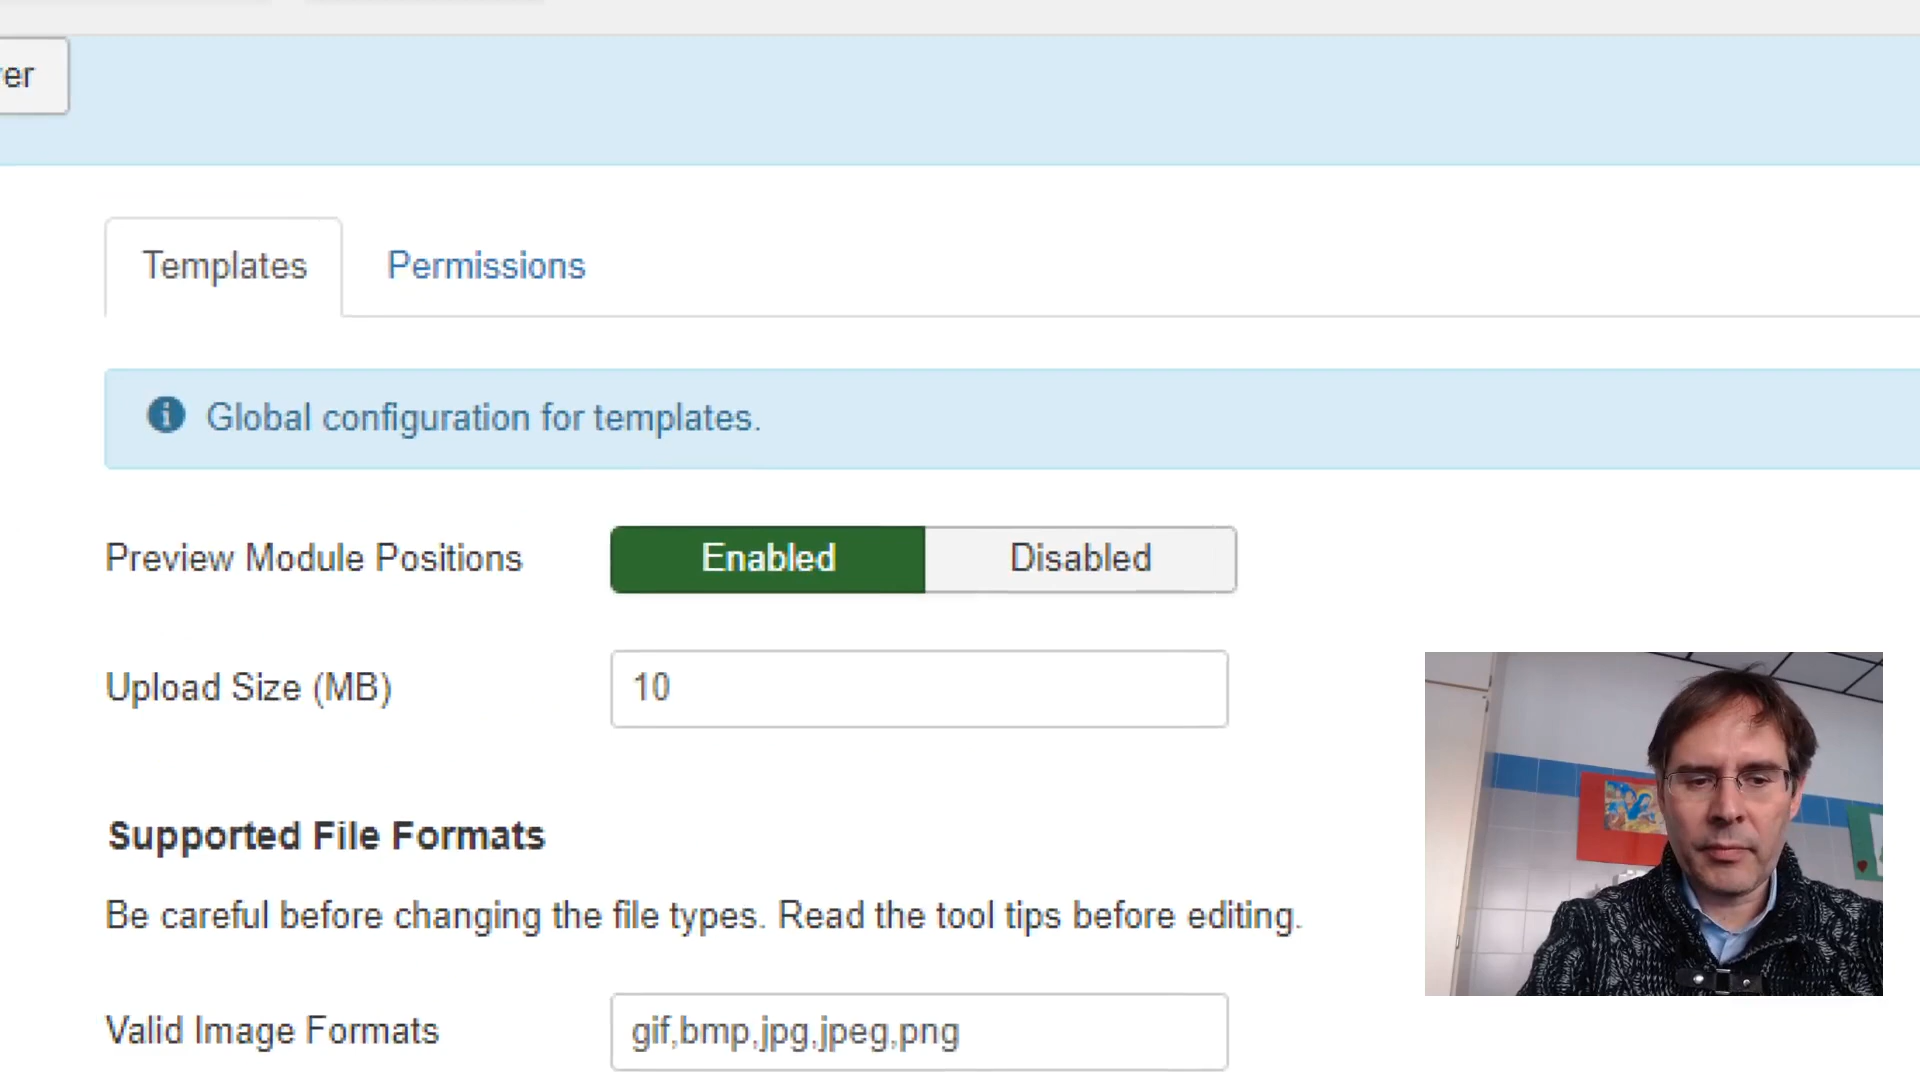 Templates Permissions
Global configuration for templates.
Preview Module Positions Enabled Disabled
Upload Size (MB) 10
Supported File Formats
Be careful before changing the file types. Read the tool tips before editing.
Valid Image Formats gif,bmp,jpg,jpeg,png